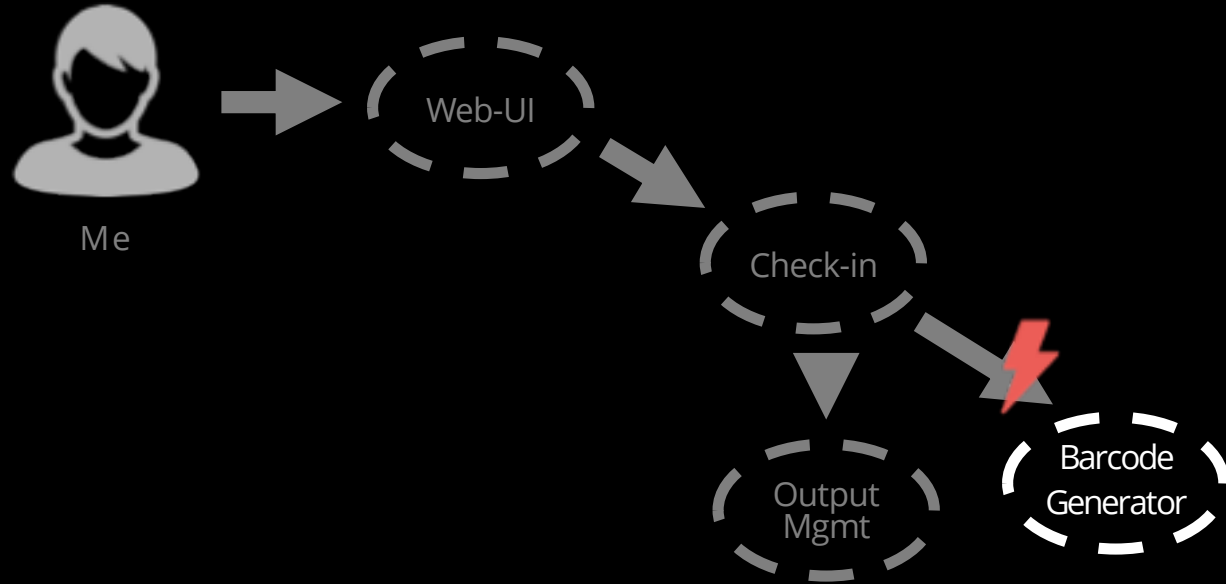 Web-UI
Me
Check-in
Barcode
Generator
Output
Mgmt